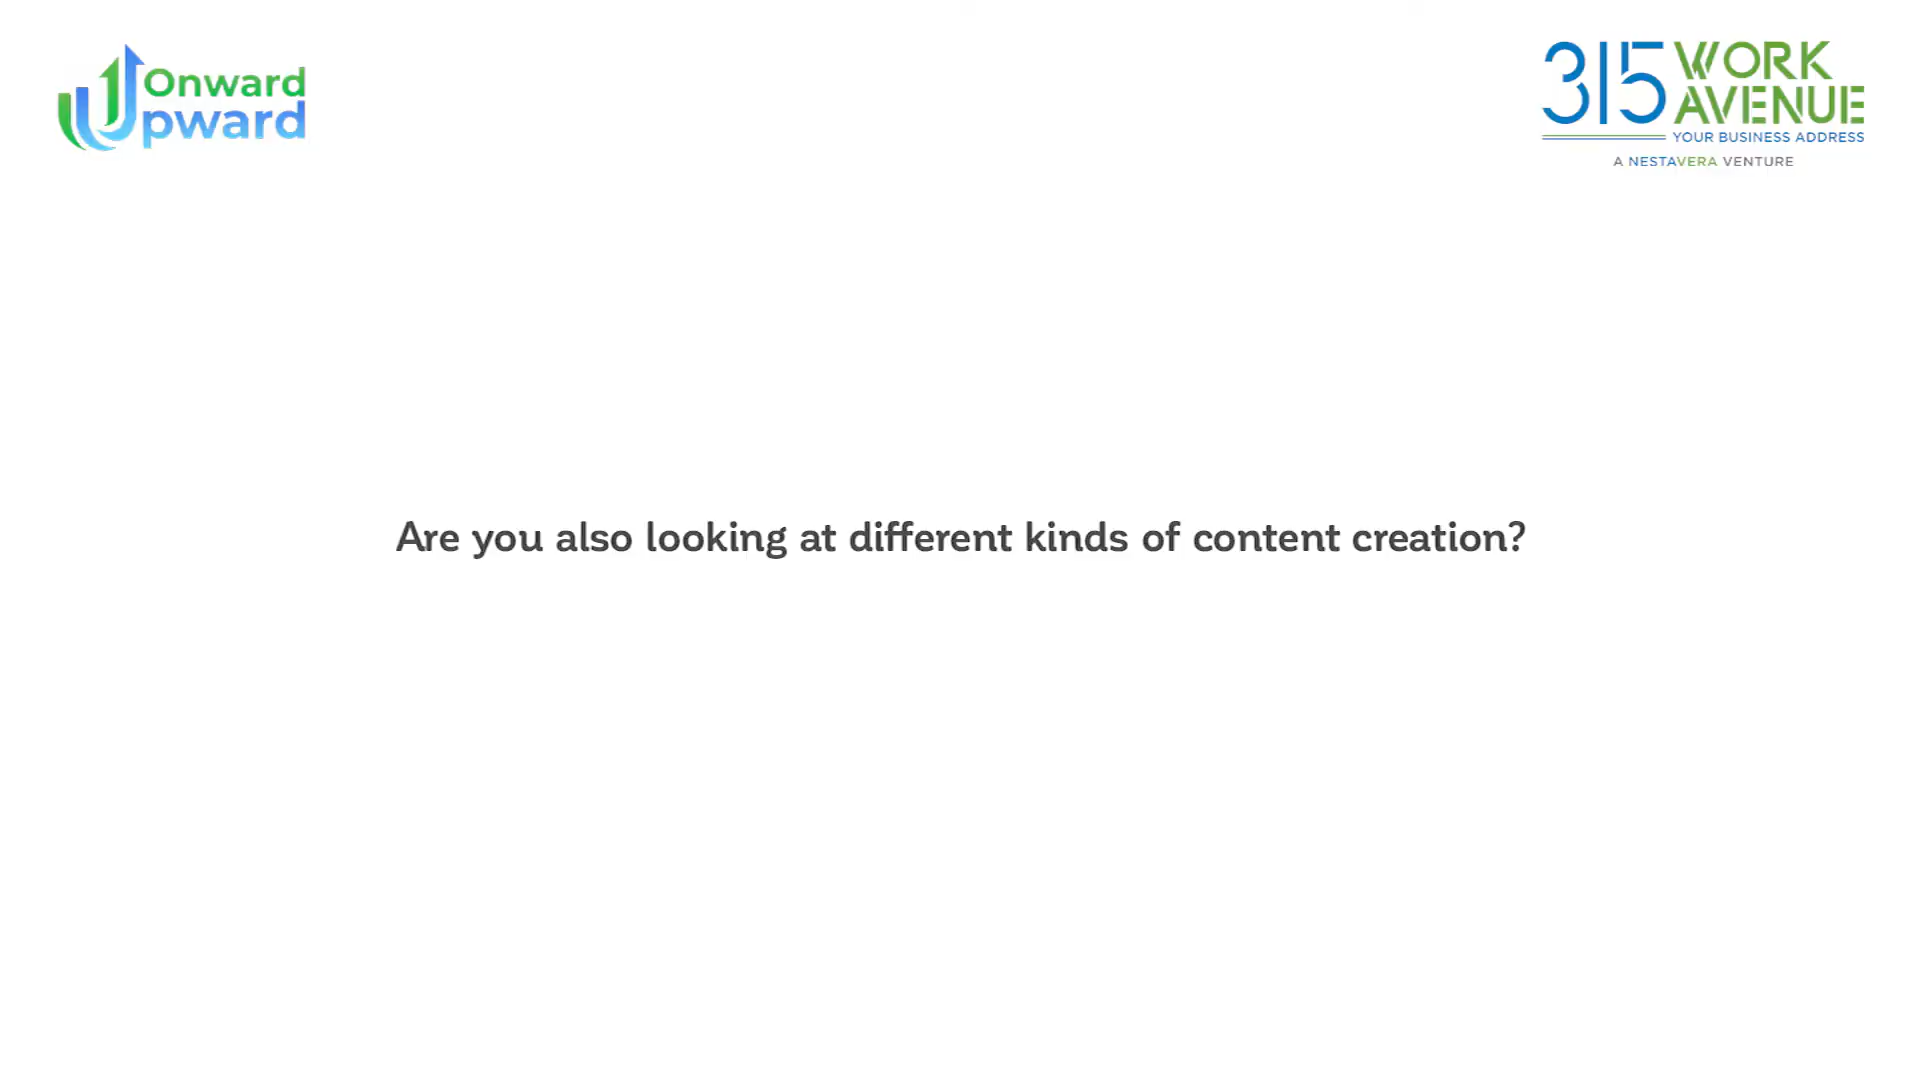 Onward
Upward
315 WORK
AVENUE
YOUR BUSINESS ADDRESS
A NESTAVERA VENTURE
Are you also looking at different kinds of content creation?